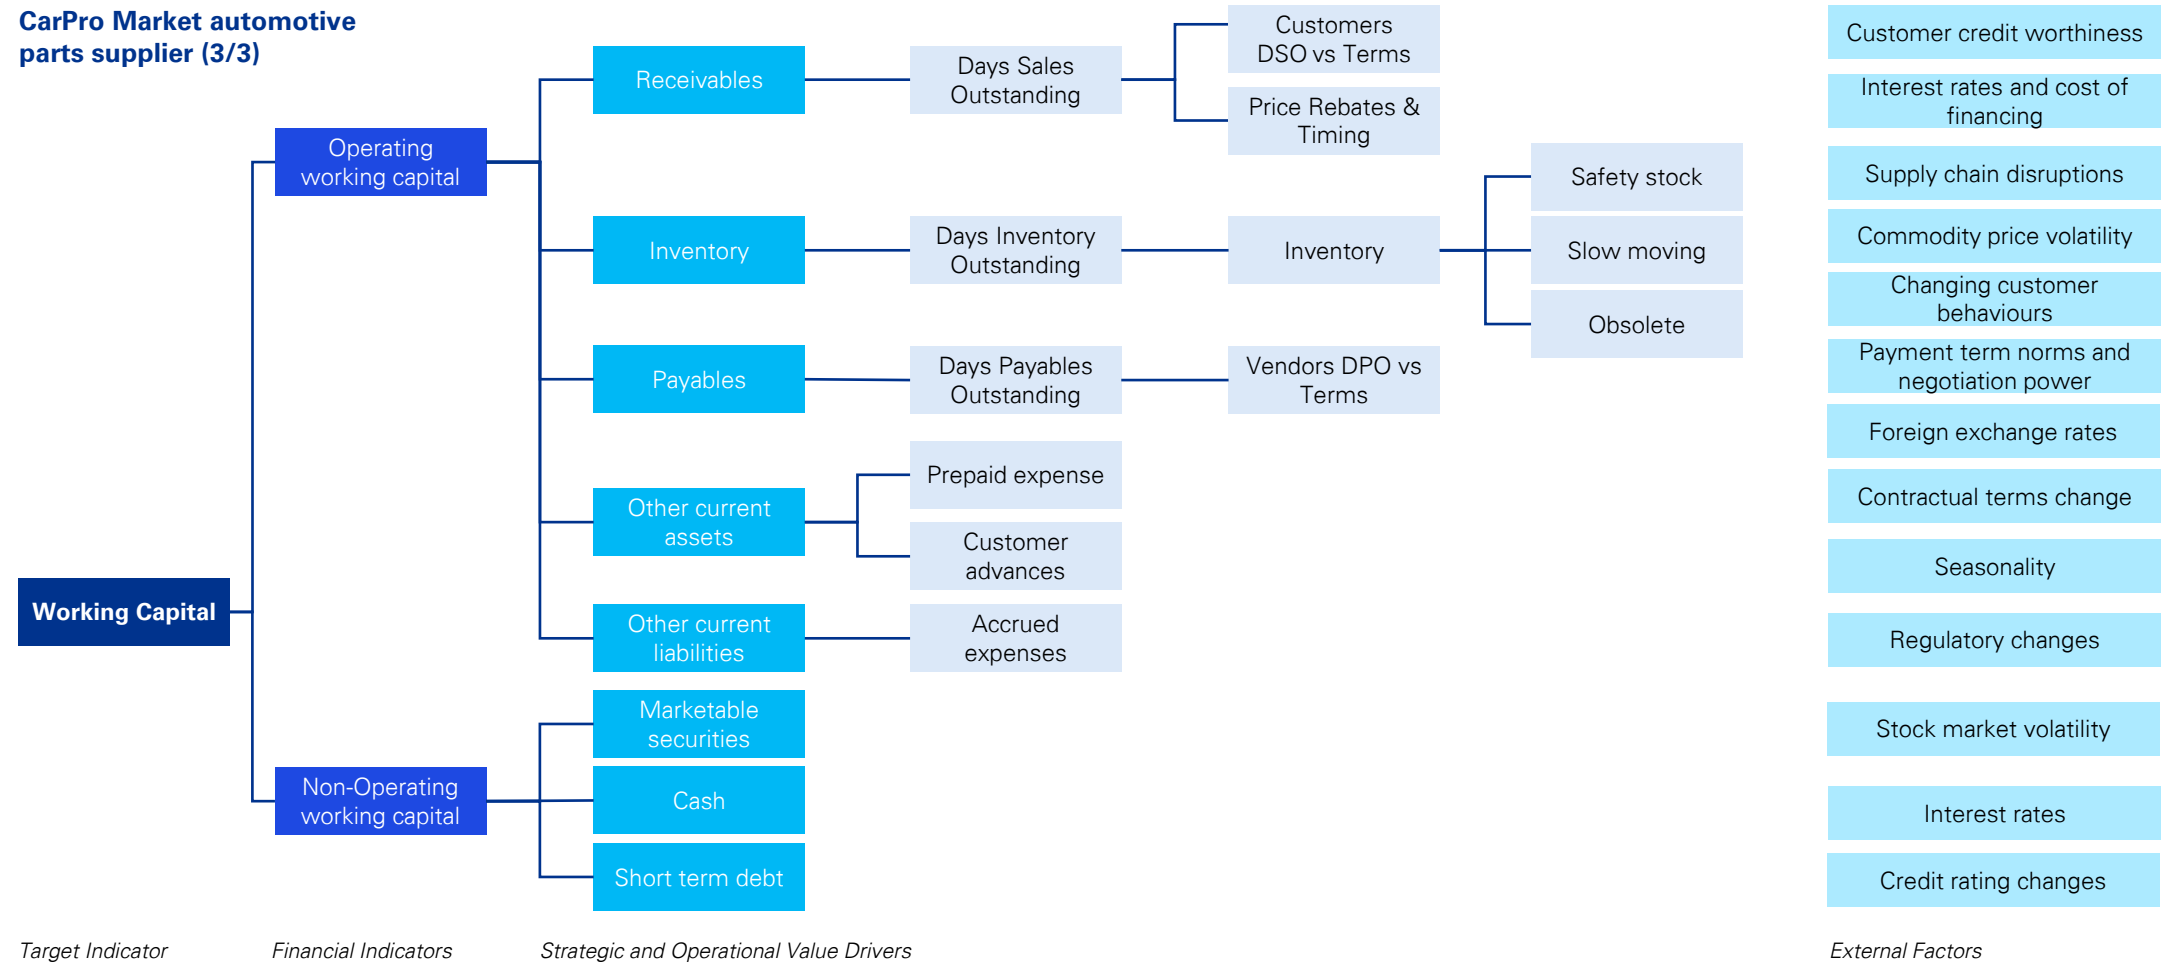 CarPro Market automotive
parts supplier (3/3)
Working Capital
Operating
working capital
Non-Operating
working capital
Receivables
Inventory
Payables
Other current
assets
Other current
liabilities
Marketable
securities
Cash
Short term debt
Days Sales
Outstanding
Days Inventory
Outstanding
Days Payables
Outstanding
Prepaid expense
Customer
advances
Accrued
expenses
Customers
DSO vs Terms
Price Rebates &
Timing
Inventory
Vendors DPO vs
Terms
Safety stock
Slow moving
Obsolete
Customer credit worthiness
Interest rates and cost of
financing
Supply chain disruptions
Commodity price volatility
Changing customer
behaviours
Payment term norms and
negotiation power
Foreign exchange rates
Contractual terms change
Seasonality
Regulatory changes
Stock market volatility
Interest rates
Credit rating changes
Target Indicator
Financial Indicators
Strategic and Operational Value Drivers
External Factors